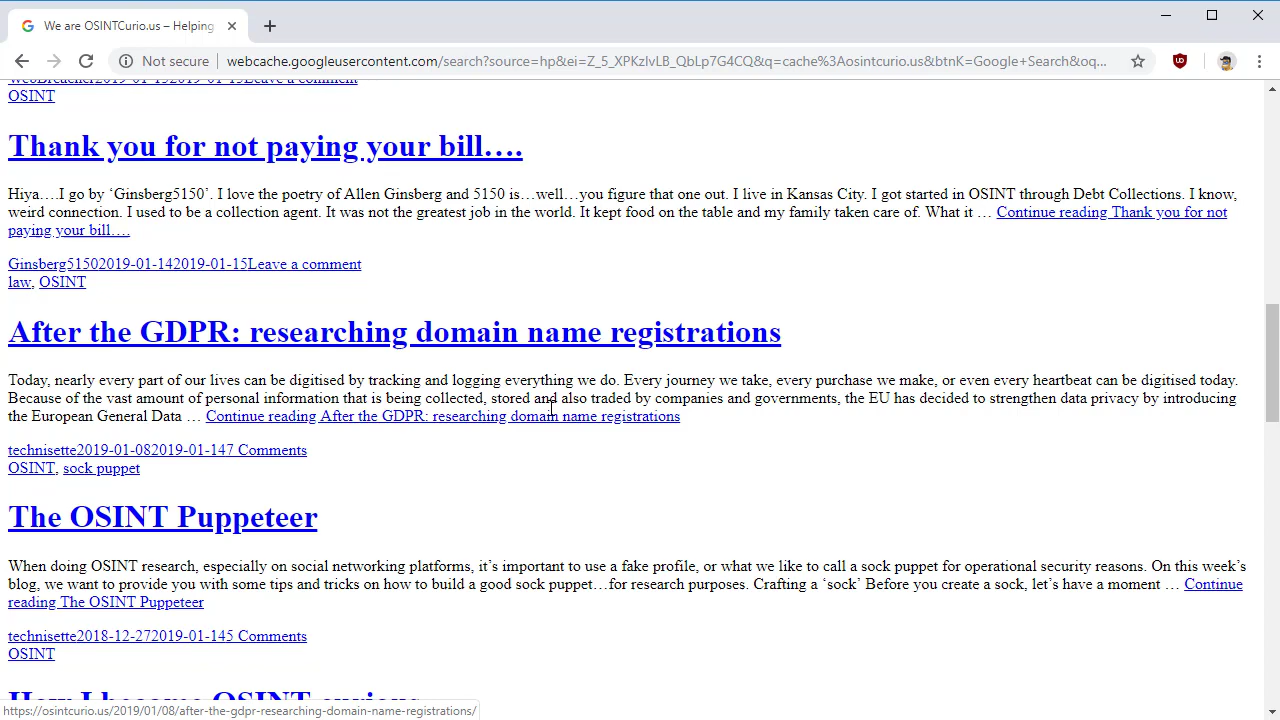 We are OSINTCurio.us – Helping
Not secure
webcache.googleusercontent.com/search?source=hp&ei=Z_5_XPKzIvLB_QbLp7G4CQ&q=cache%3Aosintcurio.us&btnK=Google+Search&oq...
WebBreacher2019-01-152019-01-15Leave a comment
OSINT
Thank you for not paying your bill….
Hiya….I go by ‘Ginsberg5150’. I love the poetry of Allen Ginsberg and 5150 is…well…you figure that one out. I live in Kansas City. I got started in OSINT through Debt Collections. I know,
weird connection. I used to be a collection agent. It was not the greatest job in the world. It kept food on the table and my family taken care of. What it … Continue reading Thank you for not
paying your bill….
Ginsberg51502019-01-142019-01-15Leave a comment
law, OSINT
After the GDPR: researching domain name registrations
Today, nearly every part of our lives can be digitised by tracking and logging everything we do. Every journey we take, every purchase we make, or even every heartbeat can be digitised today.
Because of the vast amount of personal information that is being collected, stored and also traded by companies and governments, the EU has decided to strengthen data privacy by introducing
the European General Data … Continue reading After the GDPR: researching domain name registrations
technisette2019-01-082019-01-147 Comments
OSINT, sock puppet
The OSINT Puppeteer
When doing OSINT research, especially on social networking platforms, it’s important to use a fake profile, or what we like to call a sock puppet for operational security reasons. On this week’s
blog, we want to provide you with some tips and tricks on how to build a good sock puppet…for research purposes. Crafting a ‘sock’ Before you create a sock, let’s have a moment … Continue
reading The OSINT Puppeteer
technisette2018-12-272019-01-145 Comments
OSINT
How I became OSINT curious
https://osintcurio.us/2019/01/08/after-the-gdpr-researching-domain-name-registrations/